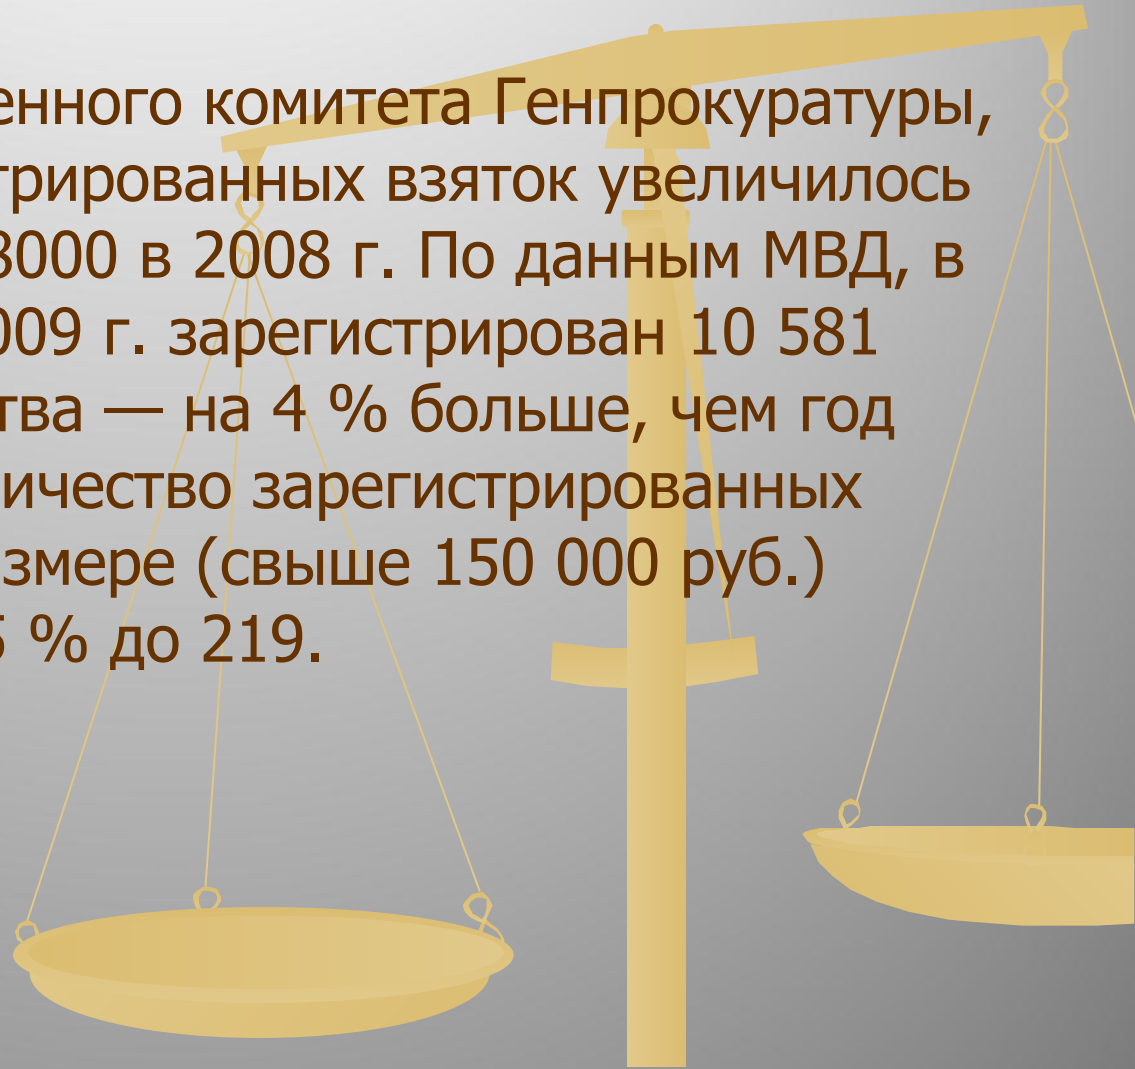 енного комитета Генпрокуратуры,
трированных взяток увеличилось
8000 в 2008 г. По данным МВД, в
009 г. зарегистрирован 10 581
тва — на 4 % больше, чем год
ичество зарегистрированных
змере (свыше 150 000 руб.)
5 % до 219.